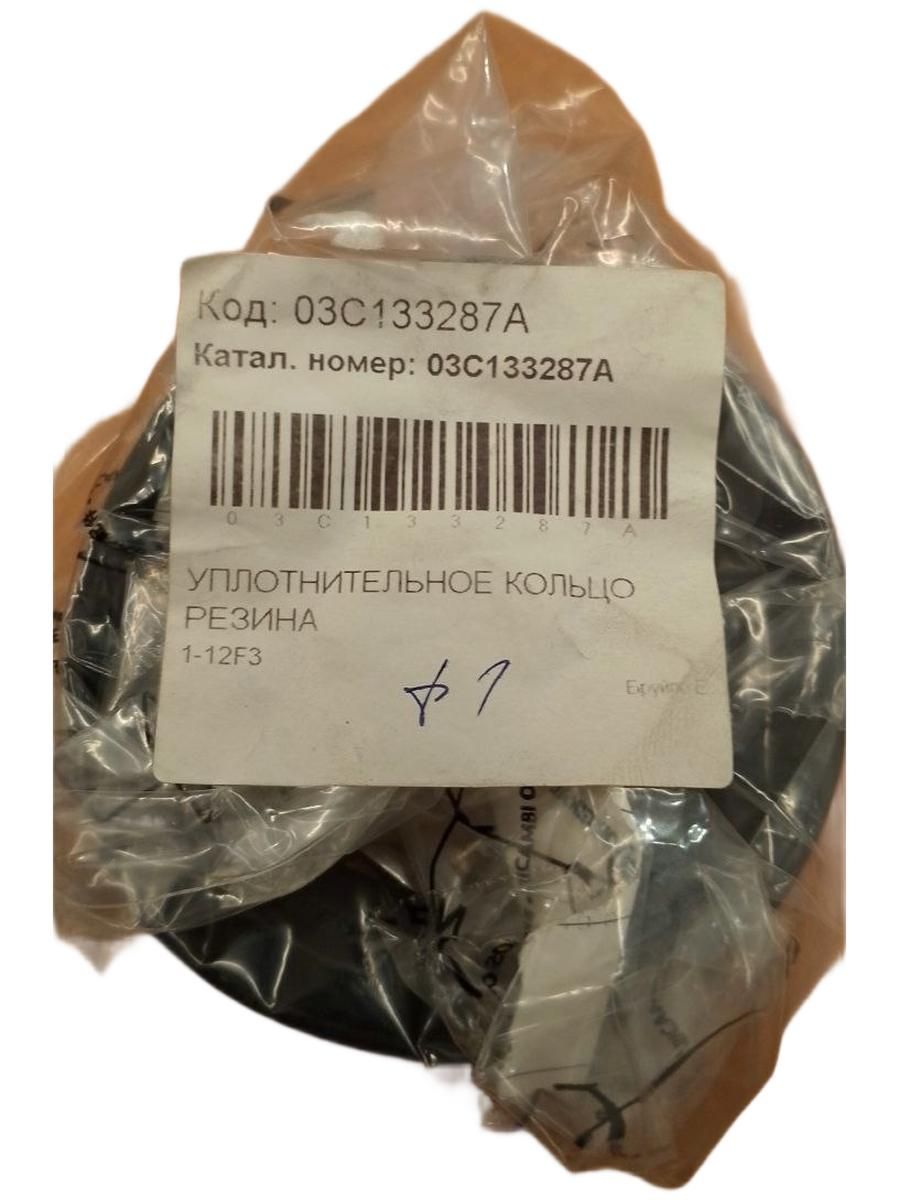 Код: 03C133287A
Катал. номер: 03C133287A
03C133287A
УПЛОТНИТЕЛЬНОЕ КОЛЬЦО
РЕЗИНА
1-12F3